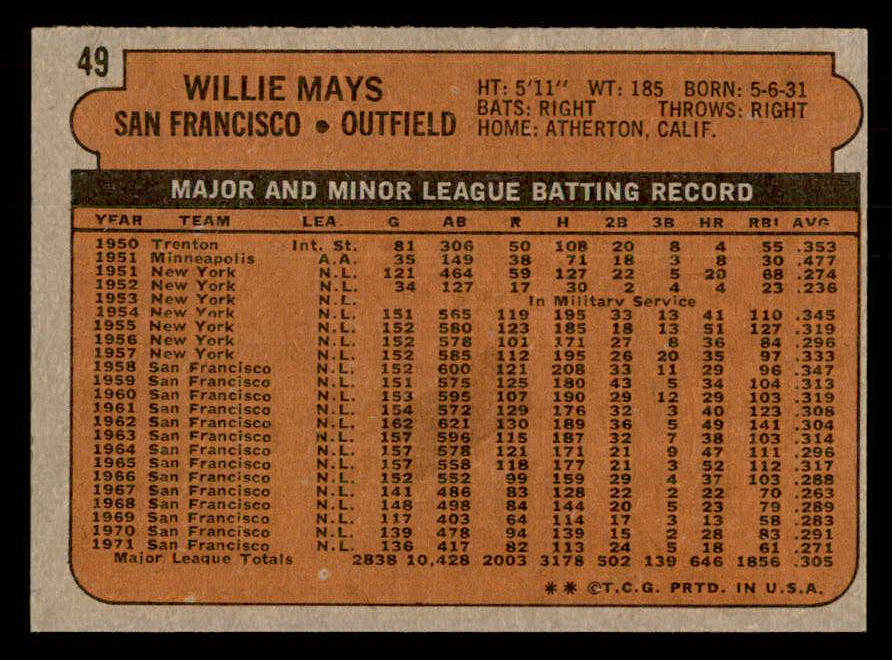 49
WILLIE MAYS
SAN FRANCISCO • OUTFIELD
HT: 5'11" WT: 185 BORN: 5-6-31
BATS: RIGHT THROWS: RIGHT
HOME: ATHERTON, CALIF.
MAJOR AND MINOR LEAGUE BATTING RECORD
YEAR TEAM LEA. G AB R H 2B 3B HR RBI AVG
1950 Trenton Int. St. 81 306 50 108 20 8 4 55 .353
1951 Minneapolis A.A. 35 149 38 71 18 3 8 30 .477
1951 New York N.L. 121 464 59 127 22 5 20 68 .274
1952 New York N.L. 34 127 17 30 2 4 4 23 .236
1953 New York N.L. In Military Service
1954 New York N.L. 151 565 119 195 33 13 41 110 .345
1955 New York N.L. 152 580 123 185 18 13 51 127 .319
1956 New York N.L. 152 578 101 171 27 8 36 84 .296
1957 New York N.L. 152 585 112 195 26 20 35 97 .333
1958 San Francisco N.L. 152 600 121 208 33 11 29 96 .347
1959 San Francisco N.L. 151 575 125 180 43 5 34 104 .313
1960 San Francisco N.L. 153 595 107 190 29 12 29 103 .319
1961 San Francisco N.L. 154 572 129 176 32 3 40 123 .308
1962 San Francisco N.L. 162 621 130 189 36 5 49 141 .304
1963 San Francisco N.L. 157 596 115 187 32 7 38 103 .314
1964 San Francisco N.L. 157 578 121 171 21 9 47 111 .296
1965 San Francisco N.L. 157 558 118 177 21 3 52 112 .317
1966 San Francisco N.L. 152 552 99 159 29 4 37 103 .288
1967 San Francisco N.L. 141 486 83 128 22 2 22 70 .263
1968 San Francisco N.L. 148 498 84 144 20 5 23 79 .289
1969 San Francisco N.L. 117 403 64 114 17 3 13 58 .283
1970 San Francisco N.L. 139 478 94 139 15 2 28 83 .291
1971 San Francisco N.L. 136 417 82 113 24 5 18 61 .271
Major League Totals 2838 10,428 2003 3178 502 139 646 1856 .305
** ©T.C.G. PRTD. IN U.S.A.